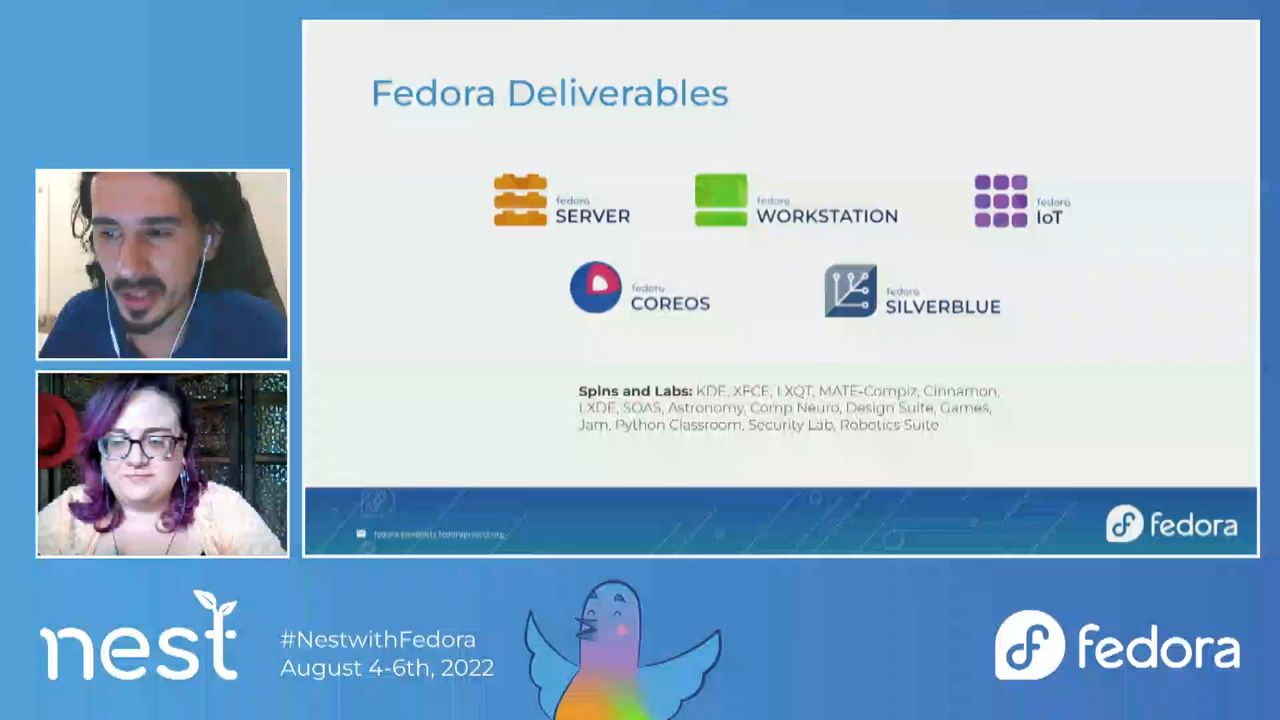 Fedora Deliverables
fedora
SERVER
fedora
WORKSTATION
fedora
IoT
fedora
COREOS
fedora
SILVERBLUE
Spins and Labs: KDE, XFCE, LXQT, MATE-Compiz, Cinnamon,
LXDE, SOAS, Astronomy, Comp Neuro, Design Suite, Games,
Jam, Python Classroom, Security Lab, Robotics Suite
fedora
nest
#NestwithFedora
August 4-6th, 2022
fedora